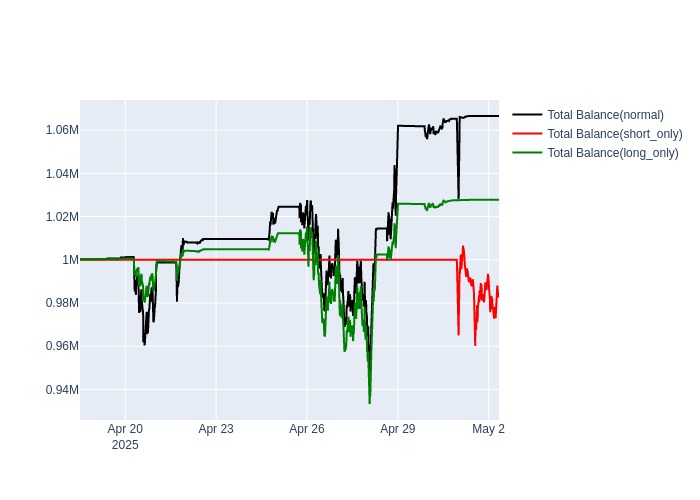 Total Balance(normal)
Total Balance(short_only)
Total Balance(long_only)
1.06M
1.04M
1.02M
1M
0.98M
0.96M
0.94M
Apr 20 Apr 23 Apr 26 Apr 29 May 2
2025